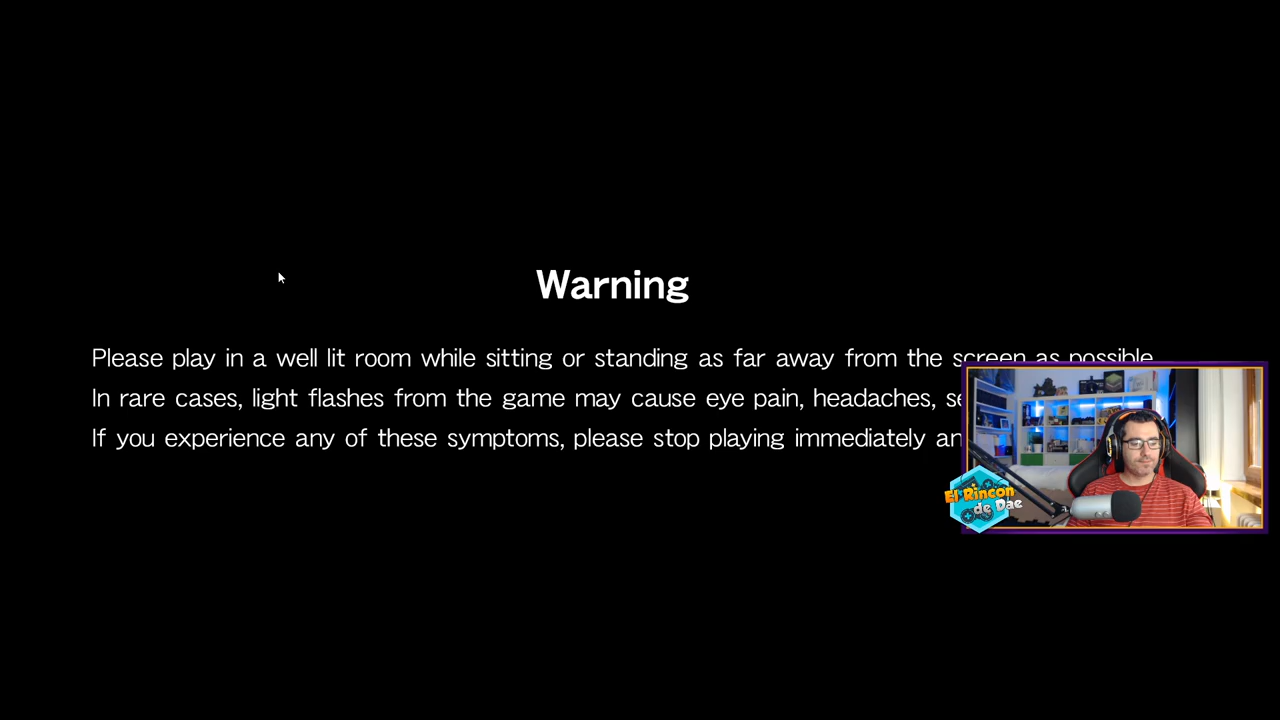 Warning
Please play in a well lit room while sitting or standing as far away from the screen as possible
In rare cases, light flashes from the game may cause eye pain, headaches,
If you experience any of these symptoms, please stop playing immediately
El Rincon
de Dae